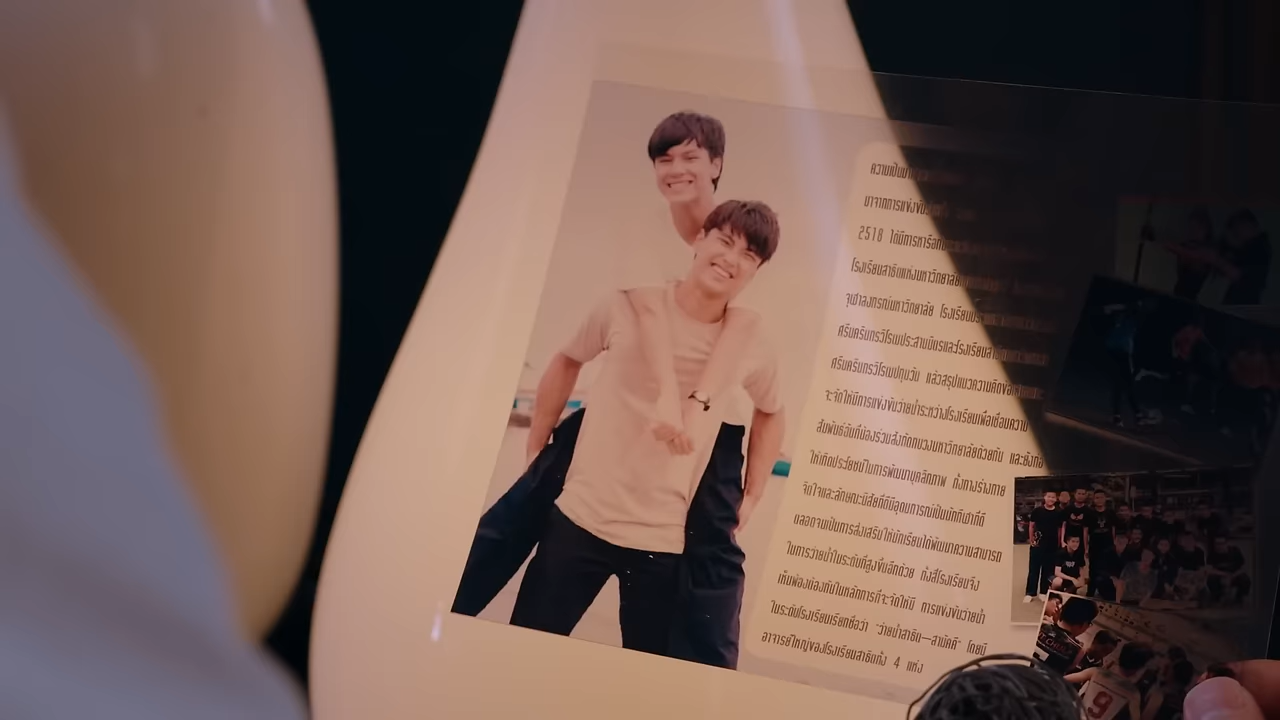 ความเป็นมา
มาจากการแข่งขัน
2518 ได้มีการหารือกัน
โรงเรียนสาธิตแห่งมหาวิทยาลัย
จุฬาลงกรณ์มหาวิทยาลัย โรงเรียน
ศรีนครินทรวิโรฒประสานมิตรและโรงเรียนสาธิต
ศรีนครินทรวิโรฒปทุมวัน แล้วสรุปแนวความคิดของ
จะจัดให้มีการแข่งขันว่ายน้ำระหว่างโรงเรียนเพื่อเชื่อมความ
สัมพันธ์ฉันท์พี่น้องร่วมสังกัดทบวงมหาวิทยาลัยด้วยกัน และยังก่อ
ให้เกิดประโยชน์ในการพัฒนาบุคลิกภาพ ทั้งทางร่างกาย
จิตใจและลักษณะนิสัยที่ดีมีอุดมการณ์เป็นนักกีฬาที่ดี
ตลอดจนเป็นการส่งเสริมให้นักเรียนได้พัฒนาความสามารถ
ในการว่ายน้ำในระดับที่สูงขึ้นอีกด้วย ทั้งสี่โรงเรียนจึง
เห็นพ้องต้องกันในหลักการที่จะจัดให้มี การแข่งขันว่ายน้ำ
ในระดับโรงเรียนเรียกชื่อว่า "ว่ายน้ำสาธิต–สามัคคี" โดยมี
อาจารย์ใหญ่ของโรงเรียนสาธิตทั้ง 4 แห่ง
9